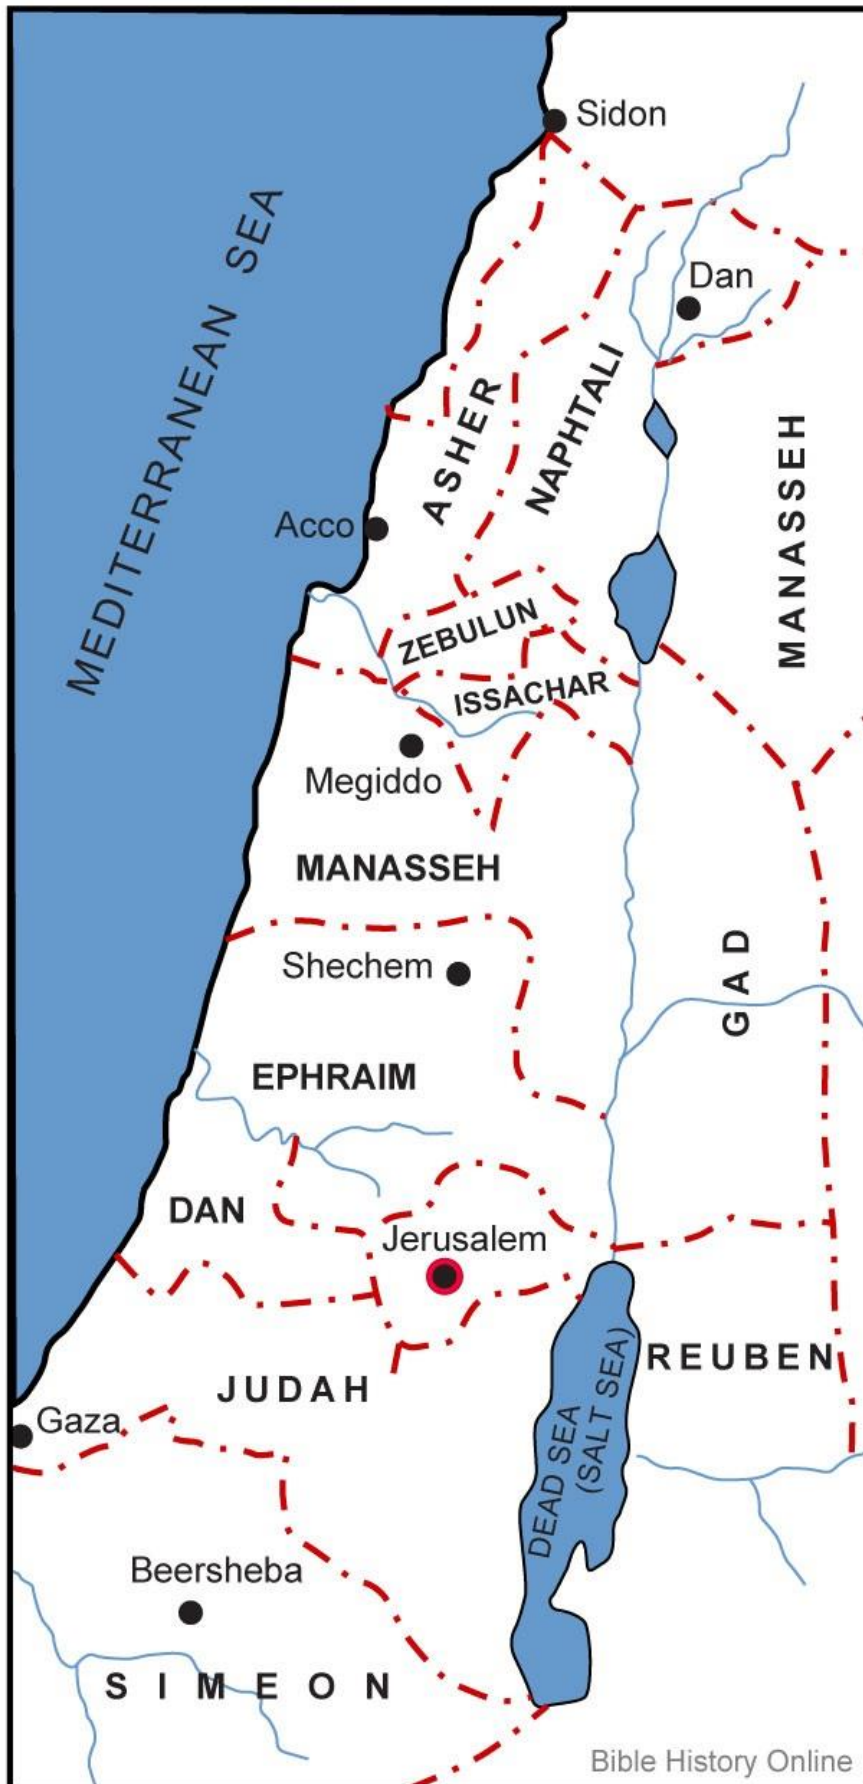 Sidon
MEDITERRANEAN SEA
Dan
ASHER
NAPHTALI
MANASSEH
Acco
ZEBULUN
ISSACHAR
Megiddo
MANASSEH
Shechem
GAD
EPHRAIM
DAN
Jerusalem
REUBEN
JUDAH
DEAD SEA
(SALT SEA)
Gaza
Beersheba
SIMEON
Bible History Online